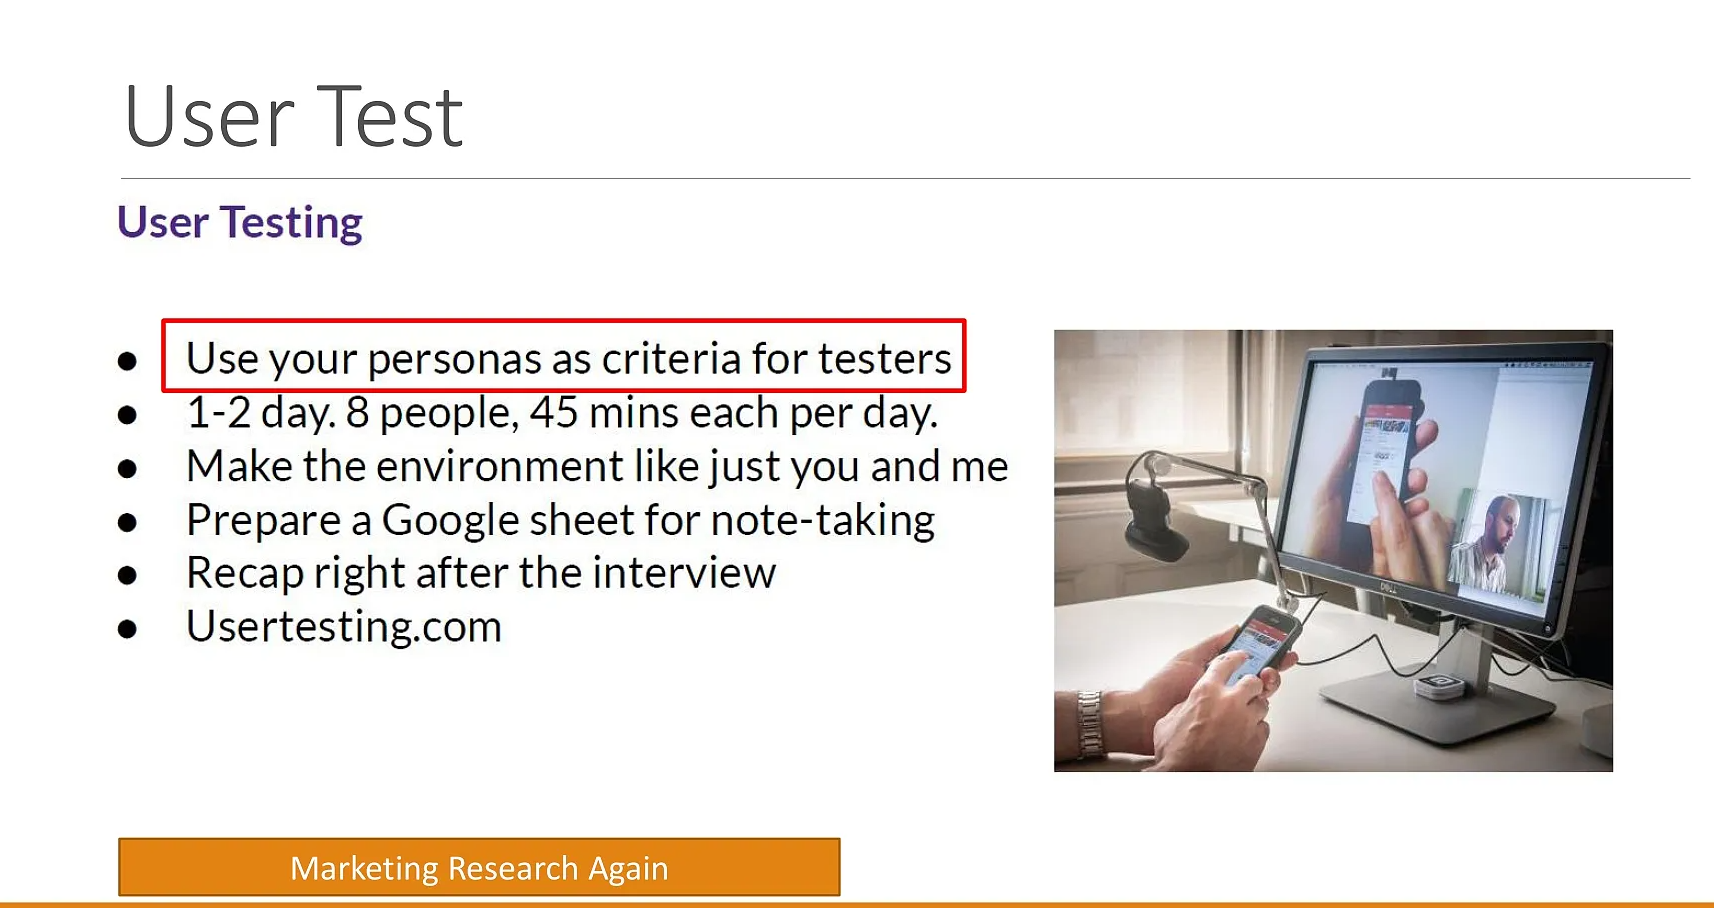 User Test
User Testing
● Use your personas as criteria for testers
● 1-2 day. 8 people, 45 mins each per day.
● Make the environment like just you and me
● Prepare a Google sheet for note-taking
● Recap right after the interview
● Usertesting.com
DELL
Marketing Research Again